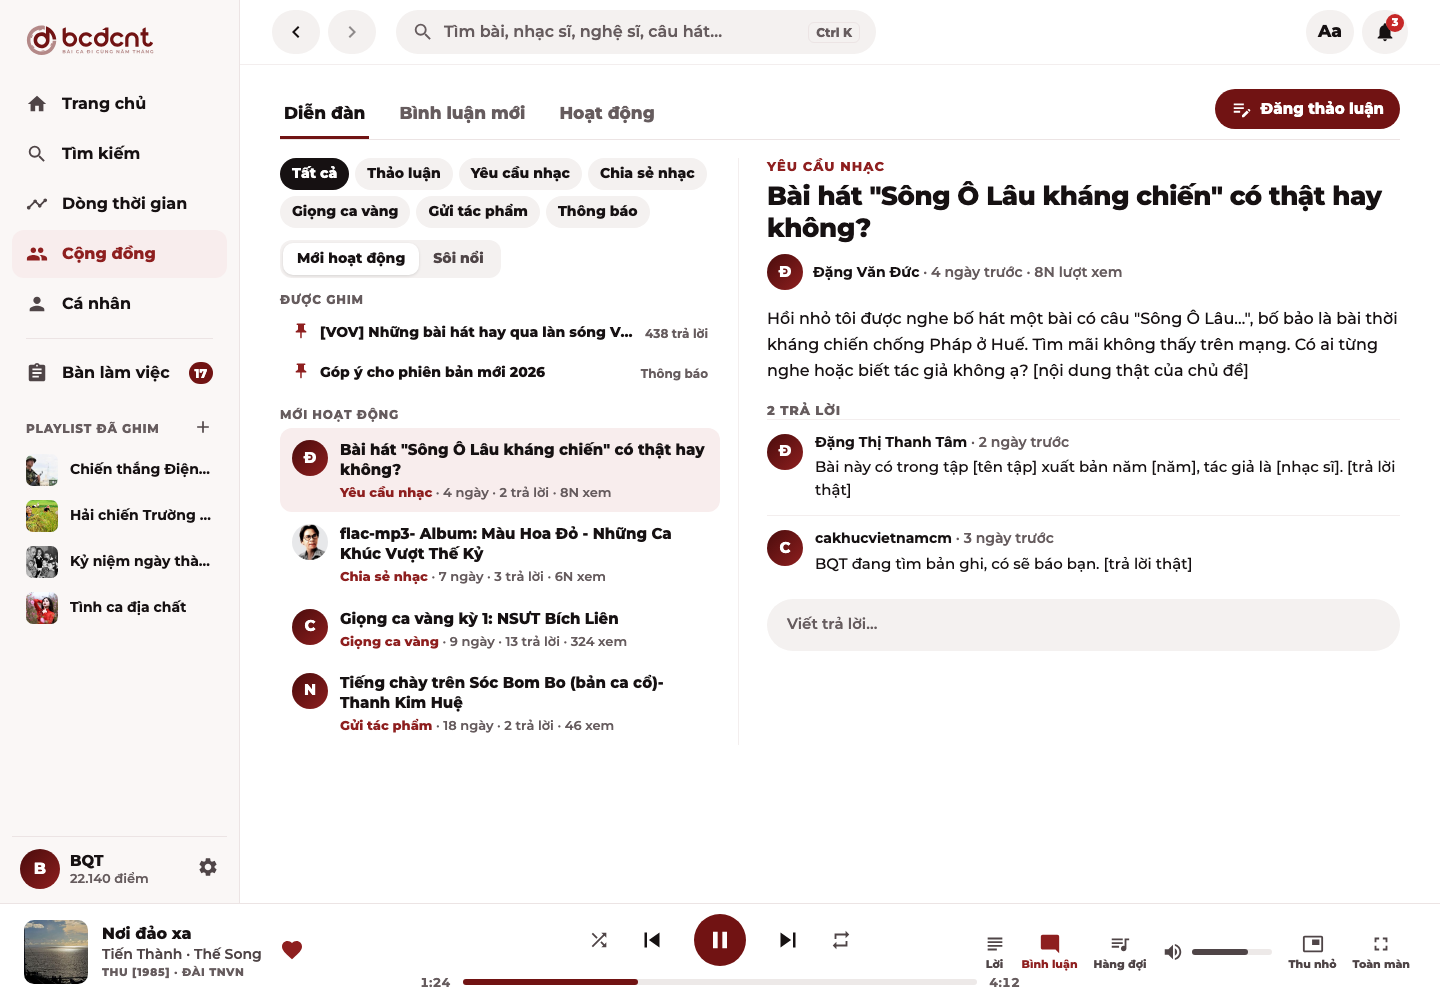 bcdcnt
BÀI CA ĐI CÙNG NĂM THÁNG
Trang chủ
Tìm kiếm
Dòng thời gian
Cộng đồng
Cá nhân
Bàn làm việc 17
PLAYLIST ĐÃ GHIM +
Chiến thắng Điện...
Hải chiến Trường ...
Kỷ niệm ngày thà...
Tình ca địa chất
B BQT
22.140 điểm
Tìm bài, nhạc sĩ, nghệ sĩ, câu hát... Ctrl K
Aa 3
Diễn đàn Bình luận mới Hoạt động
Đăng thảo luận
Tất cả Thảo luận Yêu cầu nhạc Chia sẻ nhạc
Giọng ca vàng Gửi tác phẩm Thông báo
Mới hoạt động Sôi nổi
ĐƯỢC GHIM
[VOV] Những bài hát hay qua làn sóng V... 438 trả lời
Góp ý cho phiên bản mới 2026 Thông báo
MỚI HOẠT ĐỘNG
Đ Bài hát "Sông Ô Lâu kháng chiến" có thật hay
không?
Yêu cầu nhạc · 4 ngày · 2 trả lời · 8N xem
flac-mp3- Album: Màu Hoa Đỏ - Những Ca
Khúc Vượt Thế Kỷ
Chia sẻ nhạc · 7 ngày · 3 trả lời · 6N xem
C Giọng ca vàng kỳ 1: NSƯT Bích Liên
Giọng ca vàng · 9 ngày · 13 trả lời · 324 xem
N Tiếng chày trên Sóc Bom Bo (bản ca cổ)-
Thanh Kim Huệ
Gửi tác phẩm · 18 ngày · 2 trả lời · 46 xem
YÊU CẦU NHẠC
Bài hát "Sông Ô Lâu kháng chiến" có thật hay
không?
Đ Đặng Văn Đức · 4 ngày trước · 8N lượt xem
Hồi nhỏ tôi được nghe bố hát một bài có câu "Sông Ô Lâu...", bố bảo là bài thời
kháng chiến chống Pháp ở Huế. Tìm mãi không thấy trên mạng. Có ai từng
nghe hoặc biết tác giả không ạ? [nội dung thật của chủ đề]
2 TRẢ LỜI
Đ Đặng Thị Thanh Tâm · 2 ngày trước
Bài này có trong tập [tên tập] xuất bản năm [năm], tác giả là [nhạc sĩ]. [trả lời
thật]
C cakhucvietnamcm · 3 ngày trước
BQT đang tìm bản ghi, có sẽ báo bạn. [trả lời thật]
Viết trả lời...
Nơi đảo xa
Tiến Thành · Thế Song
THU [1985] · ĐÀI TNVN
1:24 4:12
Lời Bình luận Hàng đợi Thu nhỏ Toàn màn